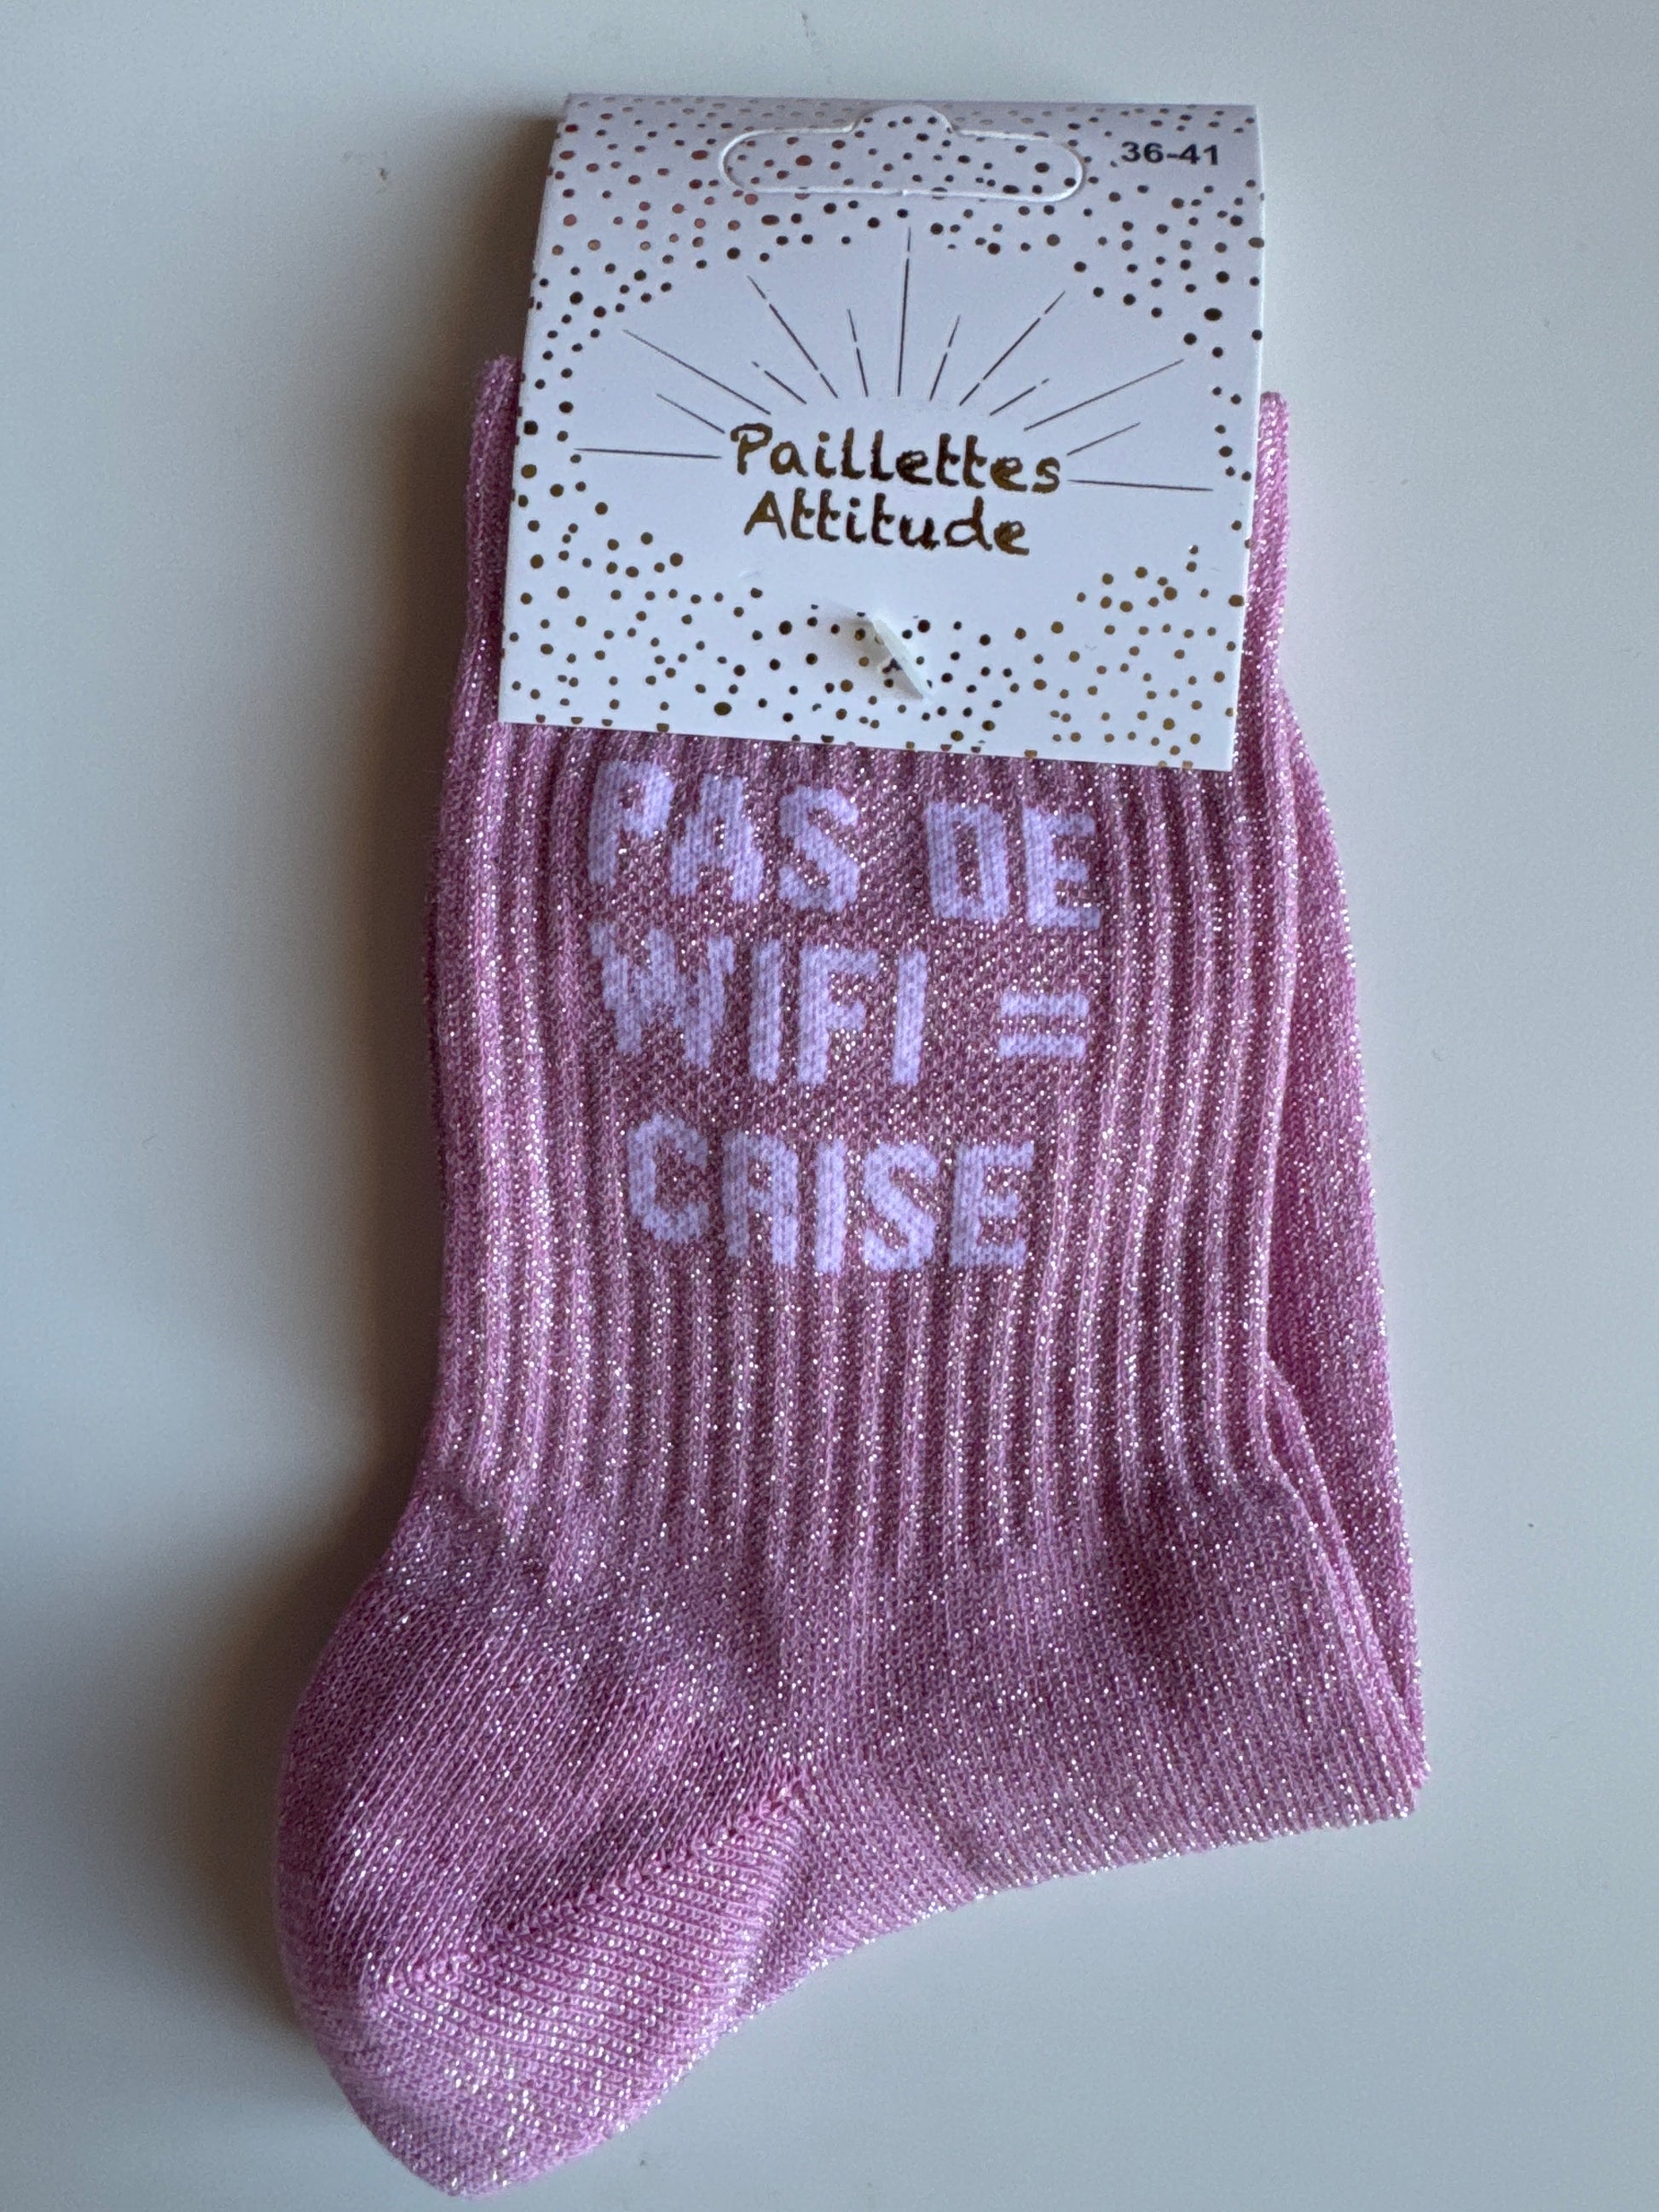 36-41
Paillettes
Attitude
PAS DE
WIFI =
CRISE